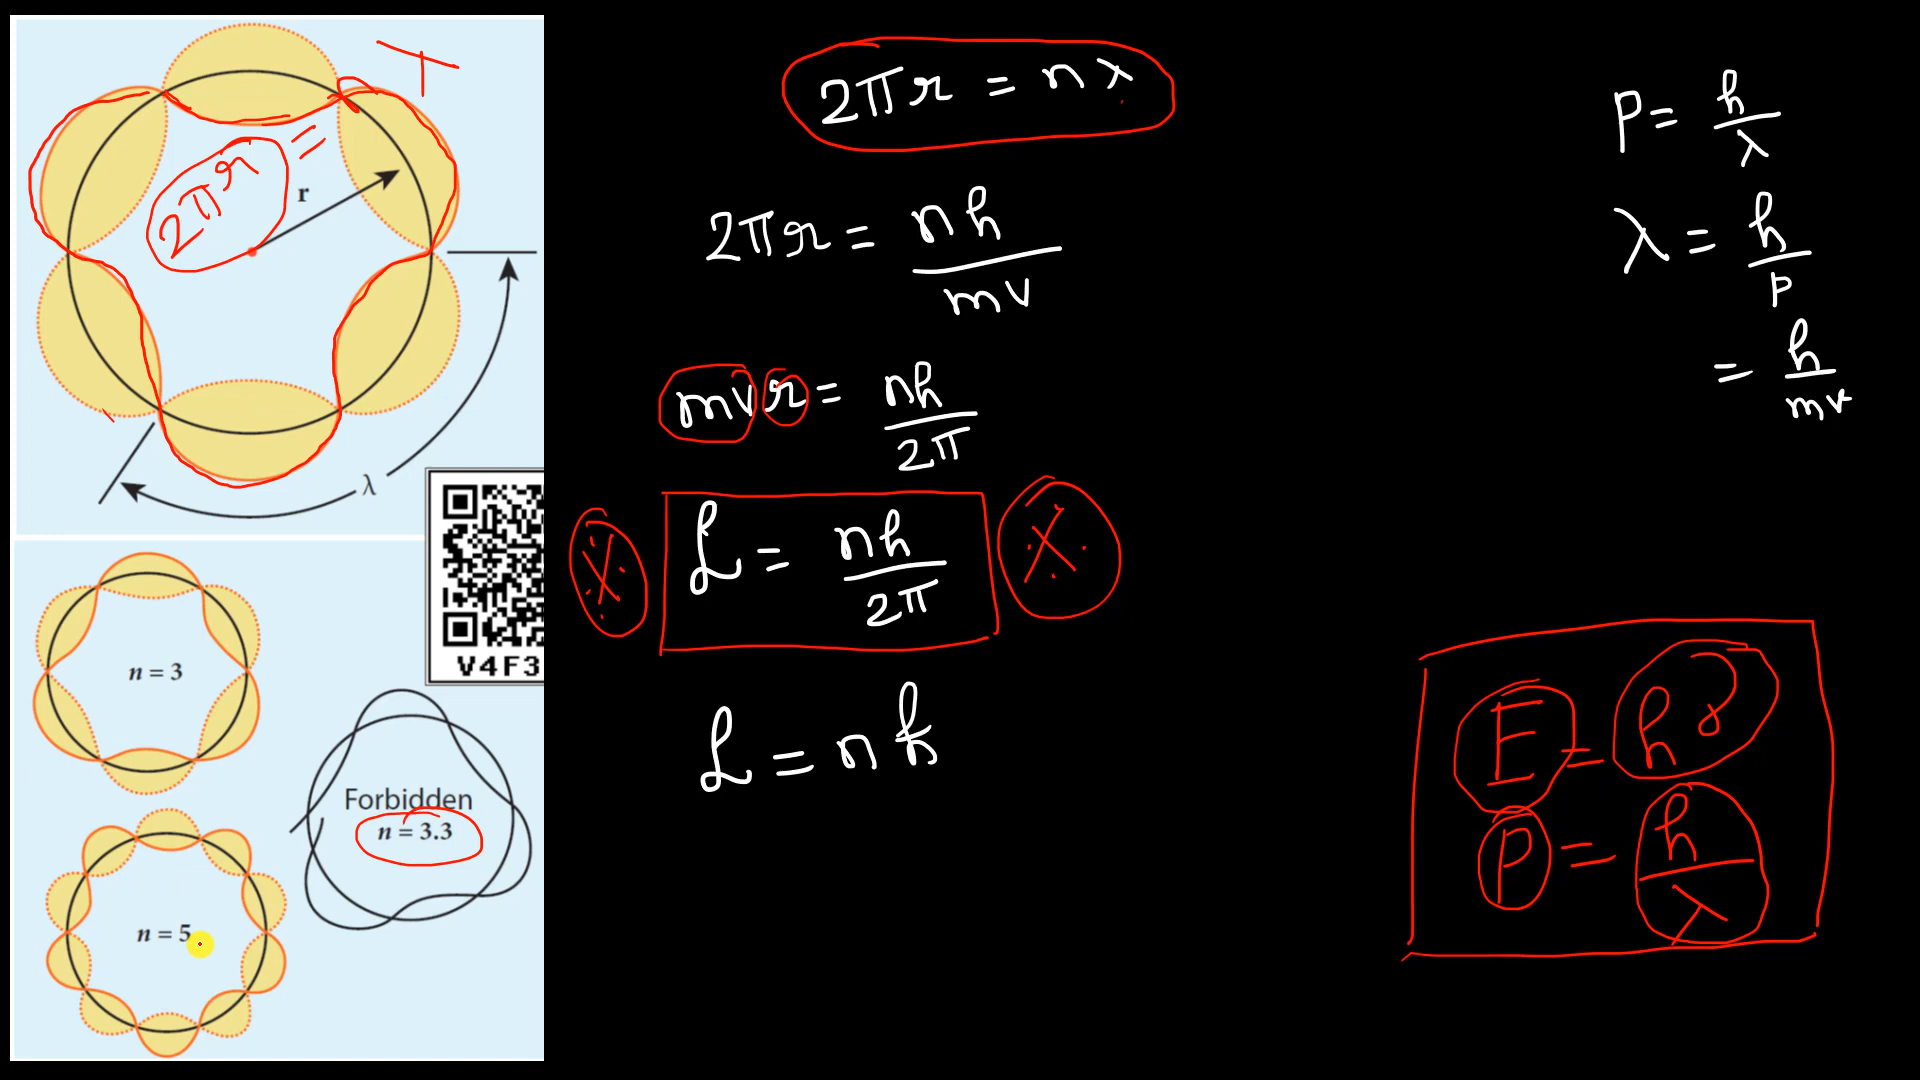 2πr =
r
λ
n = 3
V4F3
Forbidden
n = 3.3
n = 5
2πr = nλ
2πr = nh/mv
mvr = nh/2π
L = nh/2π
L = nħ
P = h/λ
λ = h/P
= h/mv
E = hν
P = h/λ